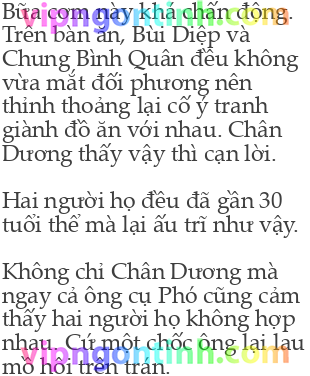 Bữa cơm này khá chấn động.
Trên bàn ăn, Bùi Diệp và
Chung Bình Quân đều không
vừa mắt đối phương nên
thỉnh thoảng lại cố ý tranh
giành đồ ăn với nhau. Chân
Dương thấy vậy thì cạn lời.
Hai người họ đều đã gần 30
tuổi thể mà lại ấu trĩ như vậy.
Không chỉ Chân Dương mà
ngay cả ông cụ Phó cũng cảm
thấy hai người họ không hợp
nhau. Cứ một chốc ông lại lau
mồ hôi trên trán.
vipngontinh.com
vipngontinh.com